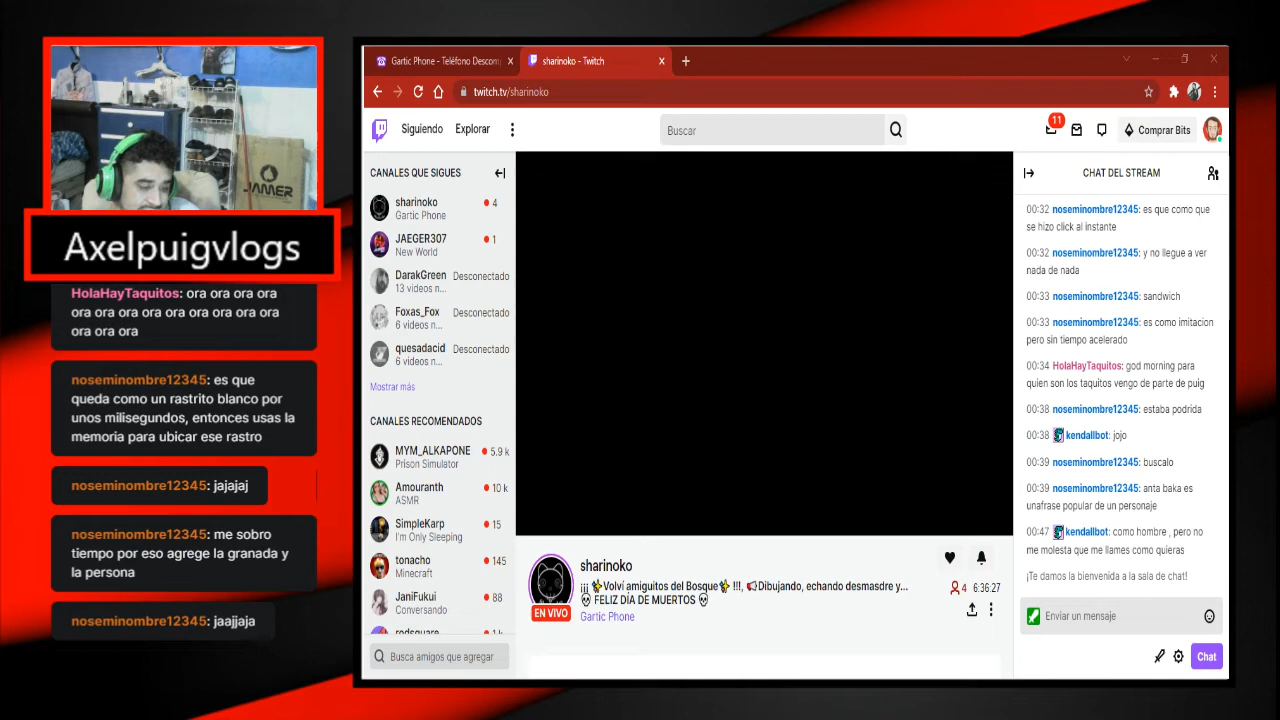 JAMER
Axelpuigvlogs
HolaHayTaquitos: ora ora ora ora
ora ora ora ora ora ora ora ora ora
ora ora ora
noseminombre12345: es que
queda como un rastrito blanco por
unos milisegundos, entonces usas la
memoria para ubicar ese rastro
noseminombre12345: jajajaj
noseminombre12345: me sobro
tiempo por eso agrege la granada y
la persona
noseminombre12345: jaajjaja
Gartic Phone - Teléfono Descom
sharinoko - Twitch
twitch.tv/sharinoko
Siguiendo
Explorar
Buscar
11
Comprar Bits
CANALES QUE SIGUES
sharinoko 4
Gartic Phone
JAEGER307 1
New World
DarakGreen Desconectado
13 videos n...
Foxas_Fox Desconectado
6 videos n...
quesadacid Desconectado
6 videos n...
Mostrar más
CANALES RECOMENDADOS
MYM_ALKAPONE 5.9 k
Prison Simulator
Amouranth 10 k
ASMR
SimpleKarp 15
I'm Only Sleeping
tonacho 145
Minecraft
JaniFukui 88
Conversando
rodsquare 1 k
Busca amigos que agregar
sharinoko
¡¡¡ ✨Volví amiguitos del Bosque✨ !!!, 📢Dibujando, echando desmasdre y...
💀 FELIZ DÍA DE MUERTOS 💀
EN VIVO
Gartic Phone
4 6:36:27
CHAT DEL STREAM
00:32 noseminombre12345: es que como que
se hizo click al instante
00:32 noseminombre12345: y no llegue a ver
nada de nada
00:33 noseminombre12345: sandwich
00:33 noseminombre12345: es como imitacion
pero sin tiempo acelerado
00:34 HolaHayTaquitos: god morning para
quien son los taquitos vengo de parte de puig
00:38 noseminombre12345: estaba podrida
00:38 kendallbot: jojo
00:39 noseminombre12345: buscalo
00:39 noseminombre12345: anta baka es
unafrase popular de un personaje
00:47 kendallbot: como hombre , pero no
me molesta que me llames como quieras
¡Te damos la bienvenida a la sala de chat!
Enviar un mensaje
Chat